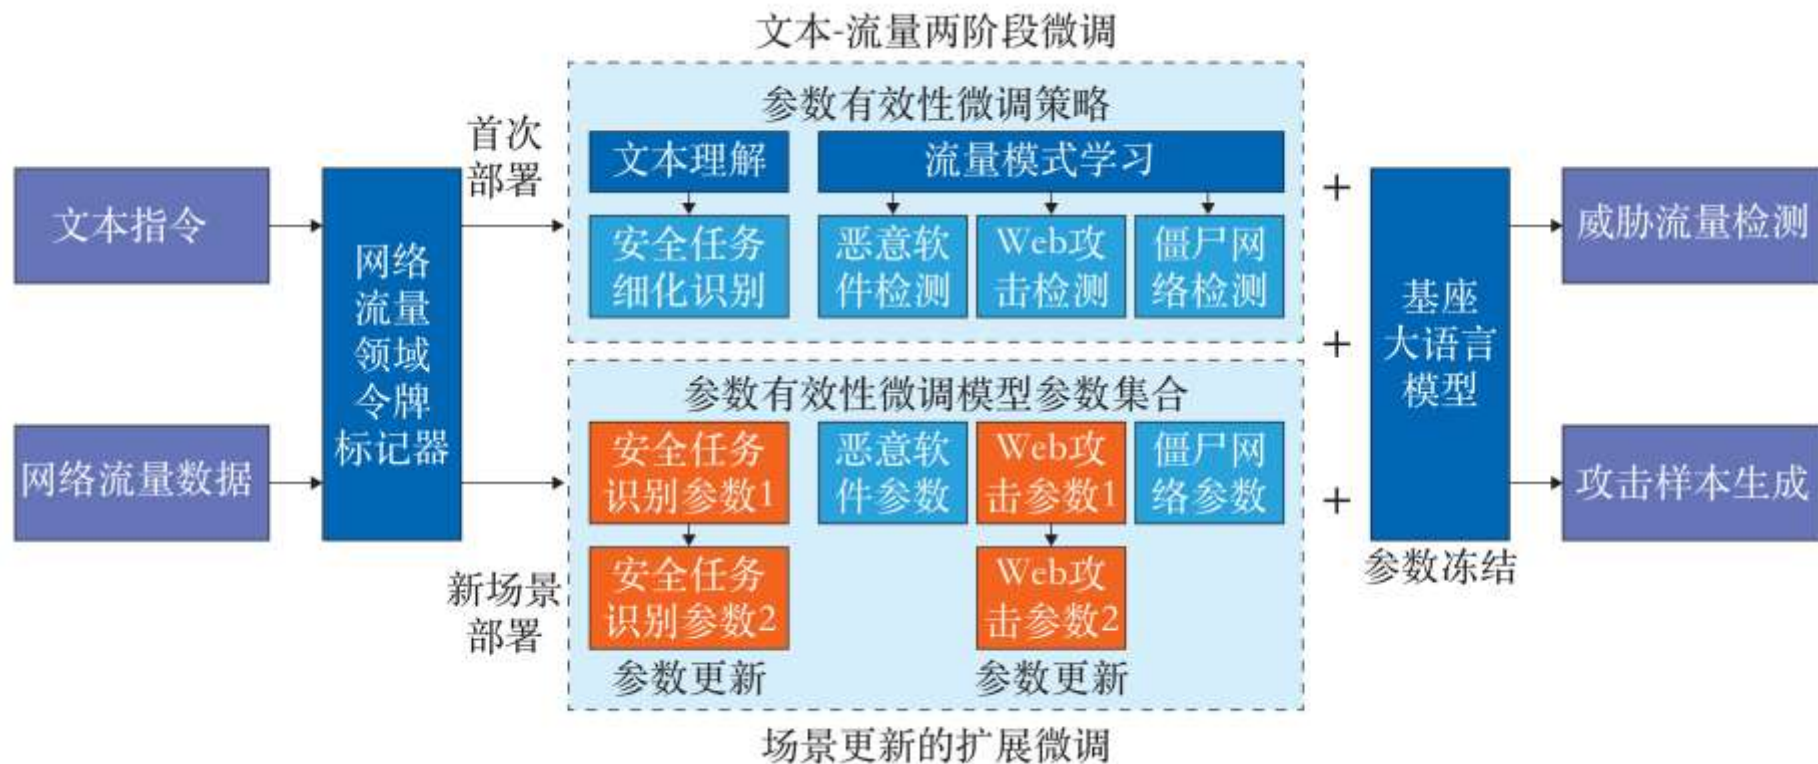 文本-流量两阶段微调
参数有效性微调策略
首次
部署
文本理解
流量模式学习
文本指令
网络
流量
领域
令牌
标记器
安全任务
细化识别
恶意软
件检测
Web攻
击检测
僵尸网
络检测
+
+
+
基座
大语言
模型
参数冻结
威胁流量检测
攻击样本生成
网络流量数据
参数有效性微调模型参数集合
安全任务
识别参数1
恶意软
件参数
Web攻
击参数1
僵尸网
络参数
新场景
部署
安全任务
识别参数2
Web攻
击参数2
参数更新
参数更新
场景更新的扩展微调